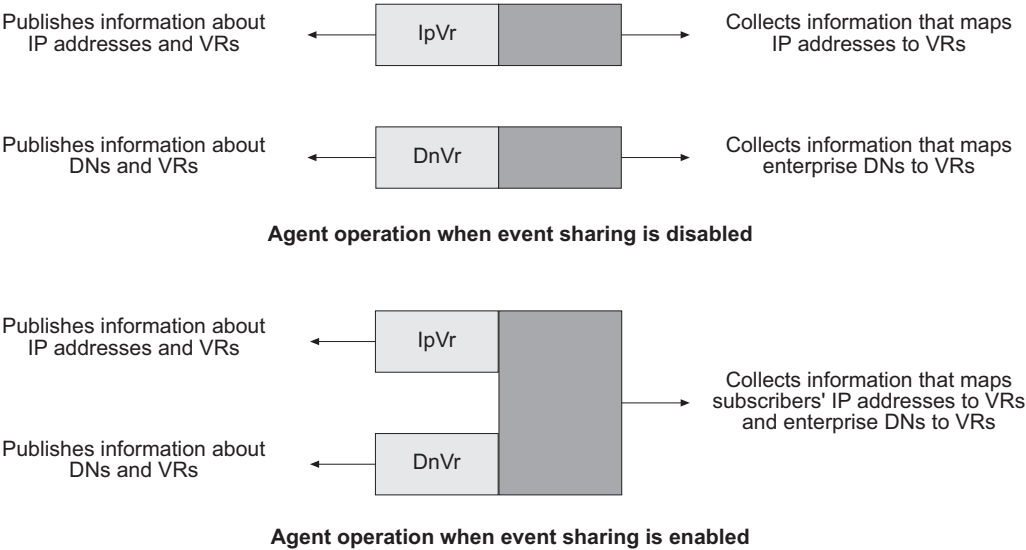 Publishes information about
IP addresses and VRs
IpVr
Collects information that maps
IP addresses to VRs
Publishes information about
DNs and VRs
DnVr
Collects information that maps
enterprise DNs to VRs
Agent operation when event sharing is disabled
Publishes information about
IP addresses and VRs
IpVr
Collects information that maps
subscribers' IP addresses to VRs
and enterprise DNs to VRs
Publishes information about
DNs and VRs
DnVr
Agent operation when event sharing is enabled